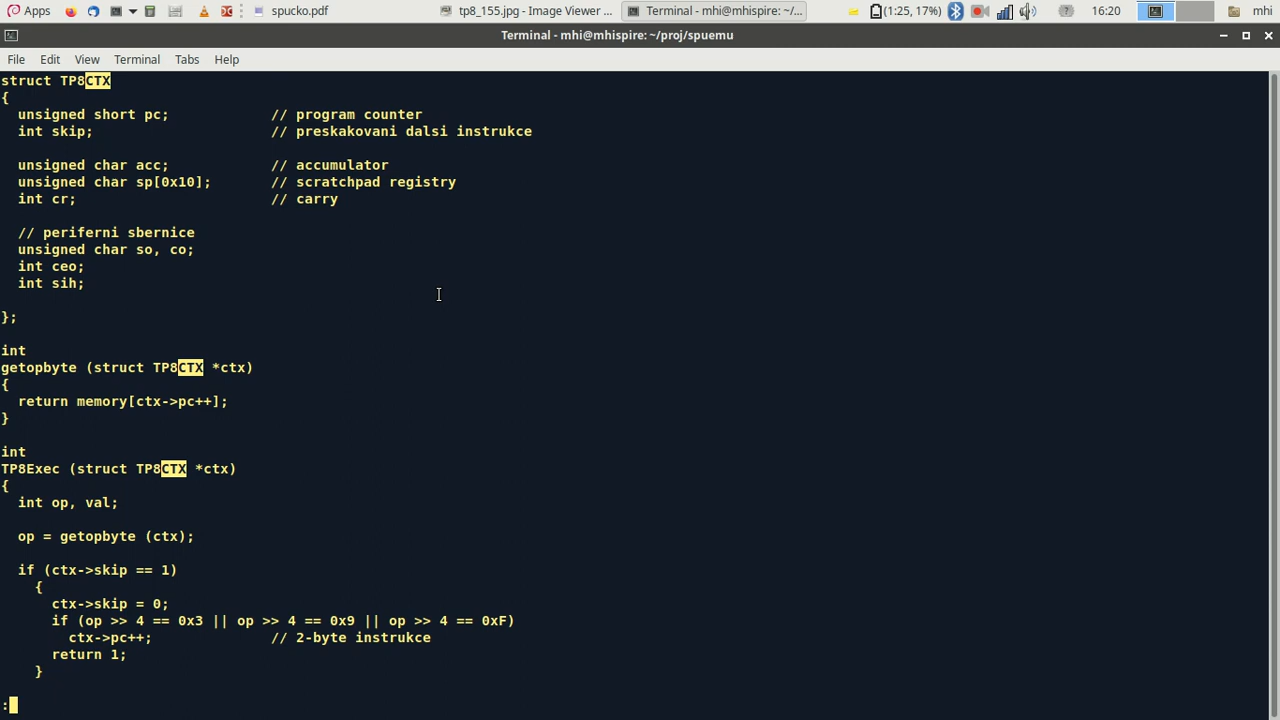 Apps spucko.pdf tp8_155.jpg - Image Viewer ... Terminal - mhi@mhispire: ~/... (1:25, 17%) 16:20 mhi
Terminal - mhi@mhispire: ~/proj/spuemu
File Edit View Terminal Tabs Help
struct TP8CTX
{
  unsigned short pc;            // program counter
  int skip;                     // preskakovani dalsi instrukce

  unsigned char acc;            // accumulator
  unsigned char sp[0x10];       // scratchpad registry
  int cr;                       // carry

  // periferni sbernice
  unsigned char so, co;
  int ceo;
  int sih;

};

int
getopbyte (struct TP8CTX *ctx)
{
  return memory[ctx->pc++];
}

int
TP8Exec (struct TP8CTX *ctx)
{
  int op, val;

  op = getopbyte (ctx);

  if (ctx->skip == 1)
    {
      ctx->skip = 0;
      if (op >> 4 == 0x3 || op >> 4 == 0x9 || op >> 4 == 0xF)
        ctx->pc++;              // 2-byte instrukce
      return 1;
    }

: